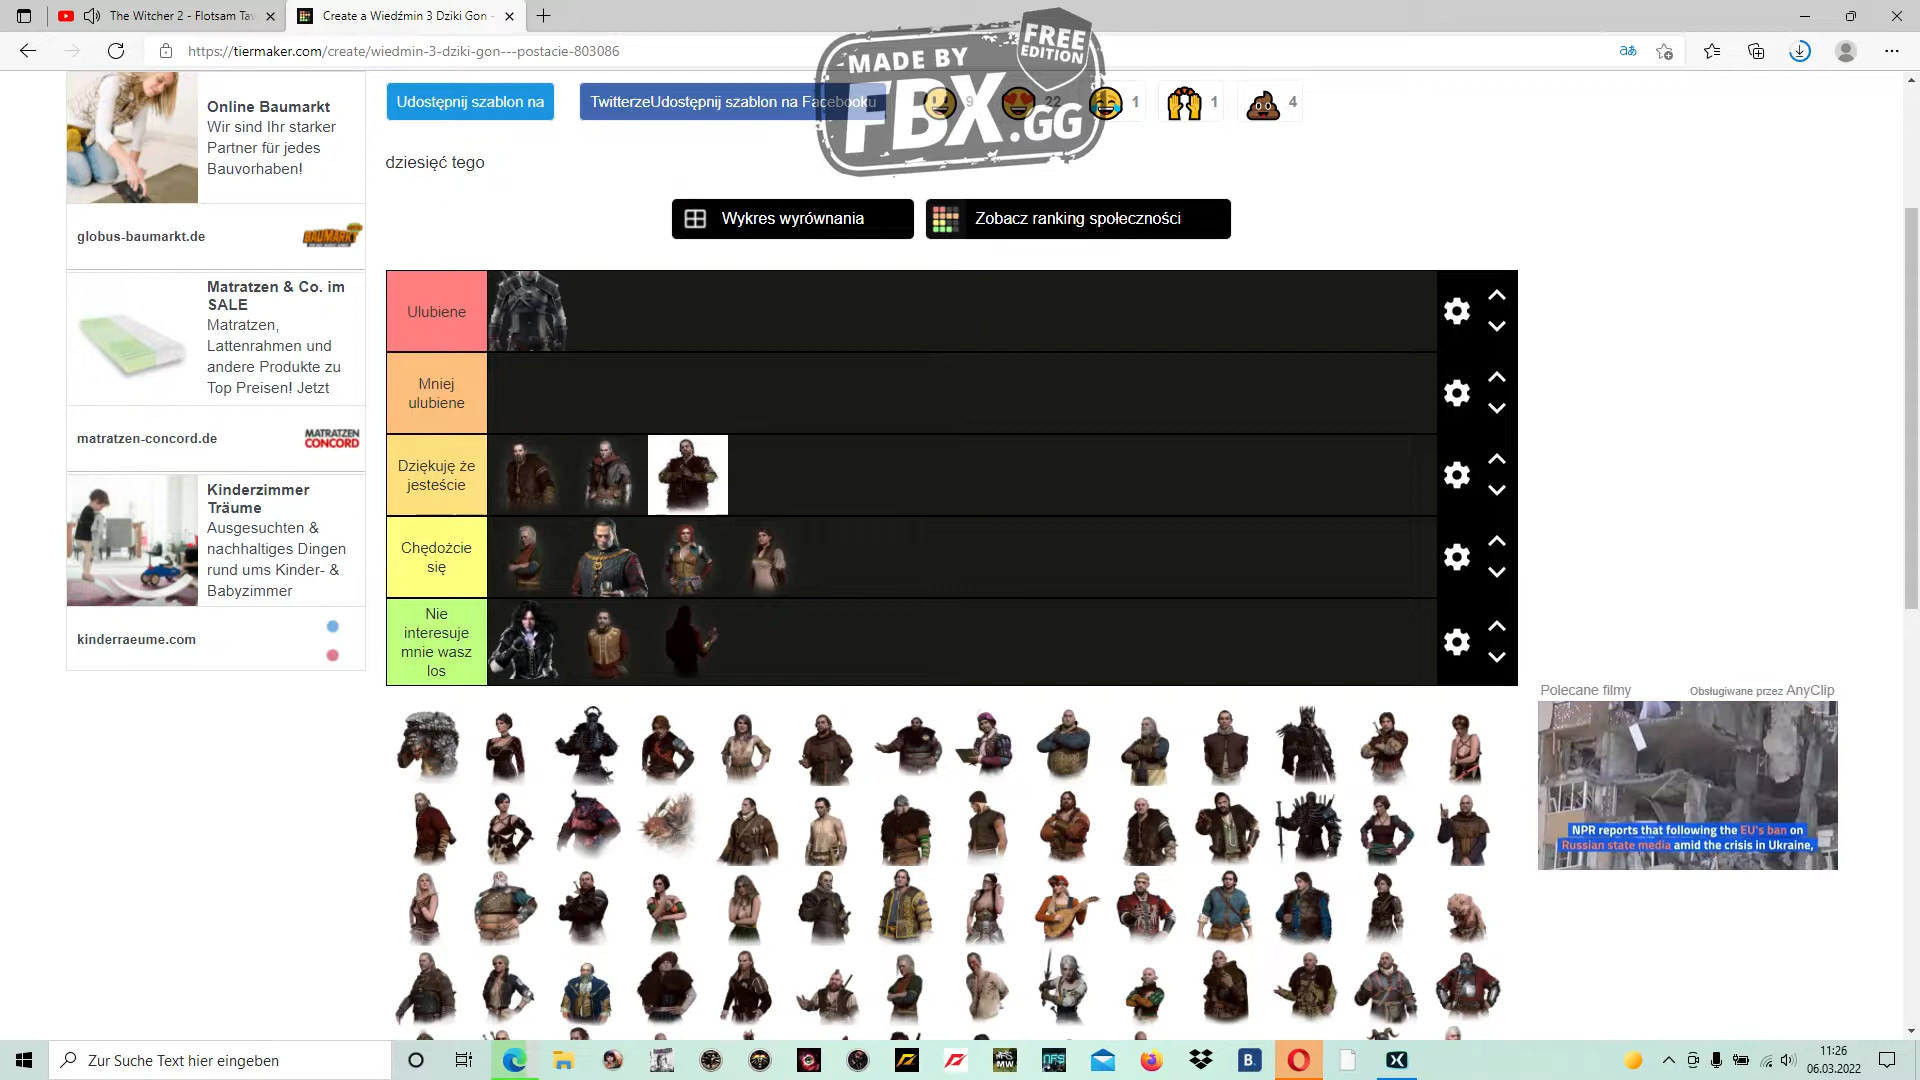 The Witcher 2 - Flotsam Ta
Create a Wiedźmin 3 Dziki Gon -
https://tiermaker.com/create/wiedmin-3-dziki-gon---postacie-803086
MADE BY
FREE
EDITION
FBX.GG
Online Baumarkt
Wir sind Ihr starker
Partner für jedes
Bauvorhaben!
globus-baumarkt.de
BAUMARKT
Matratzen & Co. im
SALE
Matratzen,
Lattenrahmen und
andere Produkte zu
Top Preisen! Jetzt
matratzen-concord.de
MATRATZEN
CONCORD
Kinderzimmer
Träume
Ausgesuchten &
nachhaltiges Dingen
rund ums Kinder- &
Babyzimmer
kinderraeume.com
Udostępnij szablon na
TwitterzeUdostępnij szablon na Facebooku
9
22
1
1
4
dziesięć tego
Wykres wyrównania
Zobacz ranking społeczności
Ulubiene
Mniej
ulubiene
Dziękuję że
jesteście
Chędożcie
się
Nie
interesuje
mnie wasz
los
Polecane filmy
Obsługiwane przez AnyClip
NPR reports that following the EU's ban on
Russian state media amid the crisis in Ukraine,
Zur Suche Text hier eingeben
NFS
MW
NFS
B.
11:26
06.03.2022